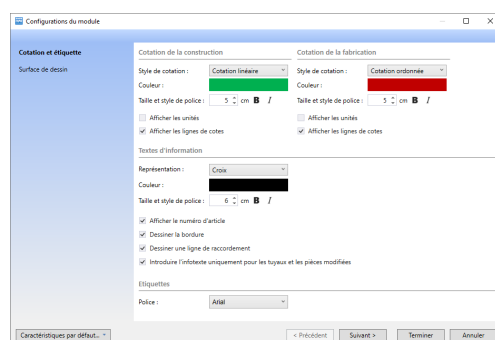 Configurations du module
Cotation et étiquette
Surface de dessin
Cotation de la construction
Style de cotation : Cotation linéaire
Couleur :
Taille et style de police : 5 cm B I
Afficher les unités
Afficher les lignes de cotes
Cotation de la fabrication
Style de cotation : Cotation ordonnée
Couleur :
Taille et style de police : 5 cm B I
Afficher les unités
Afficher les lignes de cotes
Textes d'information
Représentation : Croix
Couleur :
Taille et style de police : 6 cm B I
Afficher le numéro d'article
Dessiner la bordure
Dessiner une ligne de raccordement
Introduire l'infotexte uniquement pour les tuyaux et les pièces modifiées
Etiquettes
Police : Arial
Caractéristiques par défaut... < Précédent Suivant > Terminer Annuler